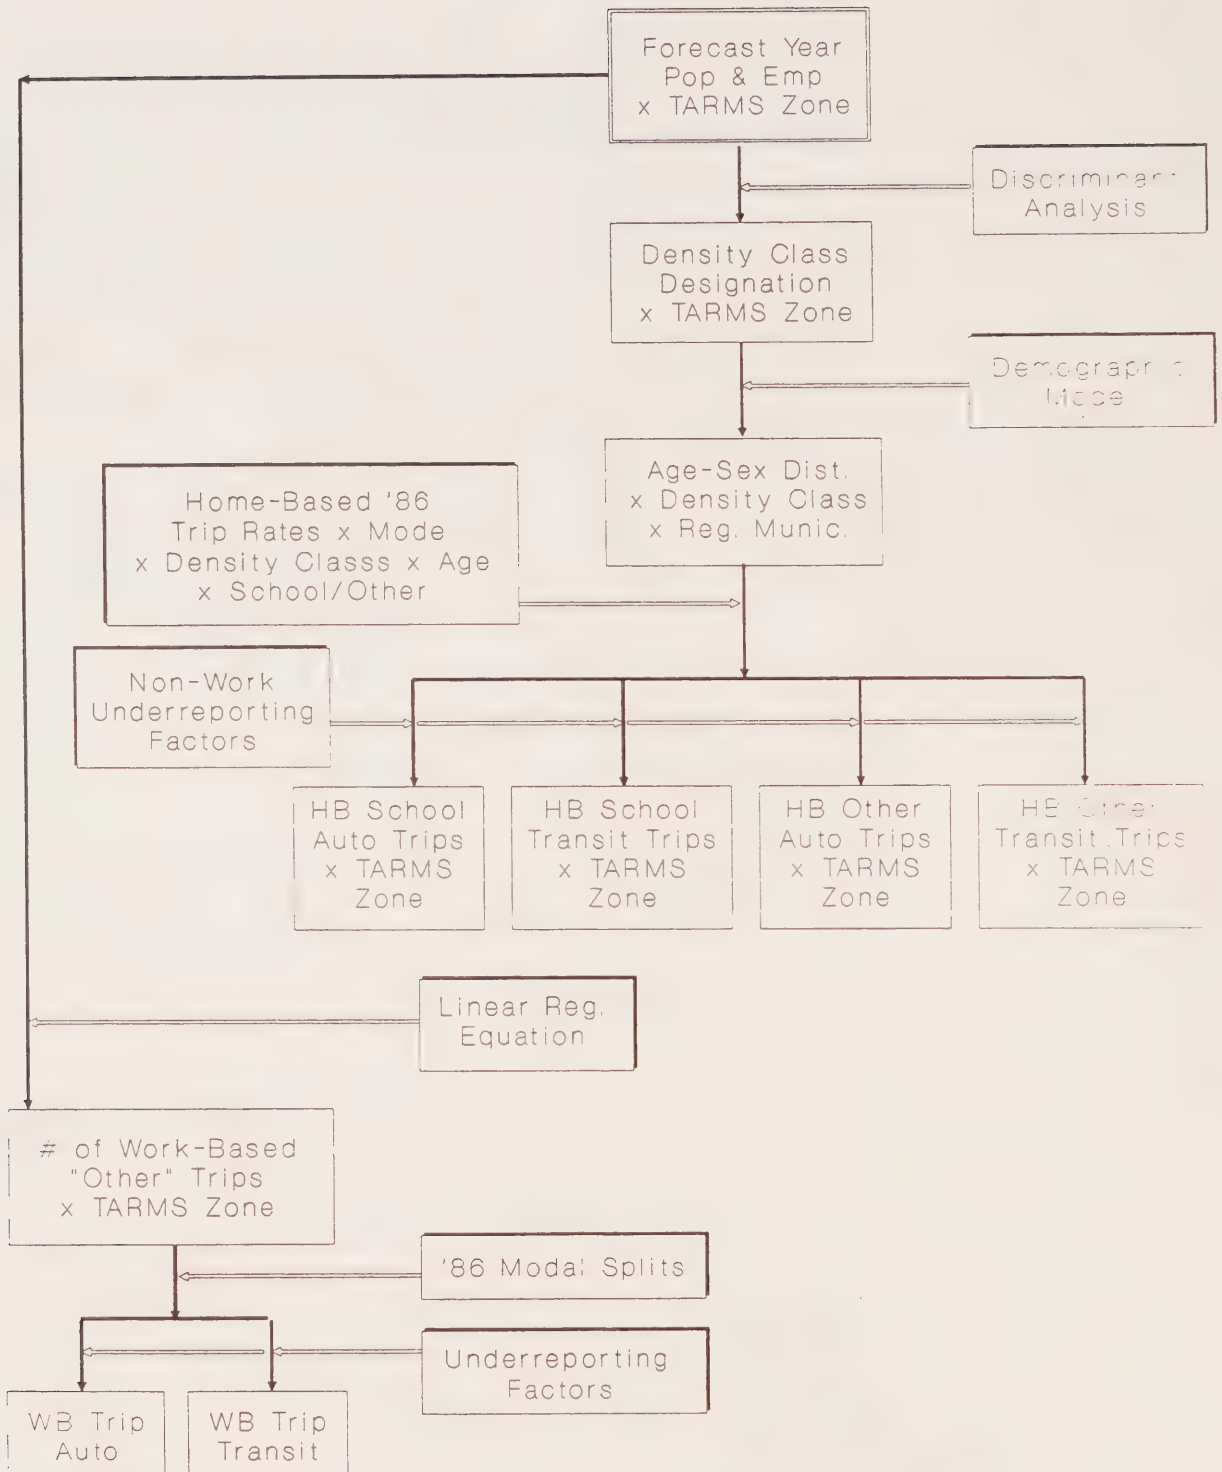 Forecast Year
Pop & Emp
x TARMS Zone
Discriminant
Analysis
Density Class
Designation
x TARMS Zone
Demographic
Age-Sex Dist.
x Density Class
x Reg. Munic.
Home-Based '86
Trip Rates x Mode
x Density Classs x Age
x School/Other
Non-Work
Underreporting
Factors
HB School
Auto Trips
x TARMS
Zone
HB School
Transit Trips
x TARMS
Zone
HB Other
Auto Trips
x TARMS
Zone
HB Other
Transit Trips
x TARMS
Zone
Linear Reg.
Equation
# of Work-Based
"Other" Trips
x TARMS Zone
'86 Modal Splits
Underreporting
Factors
WB Trip
Auto
WB Trip
Transit